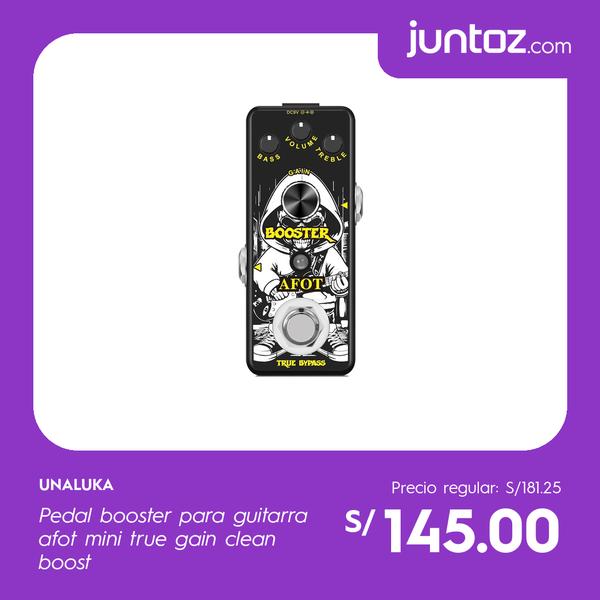 juntoz.com
DC9V
VOLUME
BASS
TREBLE
GAIN
BOOSTER
AFOT
TRUE BYPASS
UNALUKA
Pedal booster para guitarra
afot mini true gain clean
boost
Precio regular: S/181.25
S/145.00